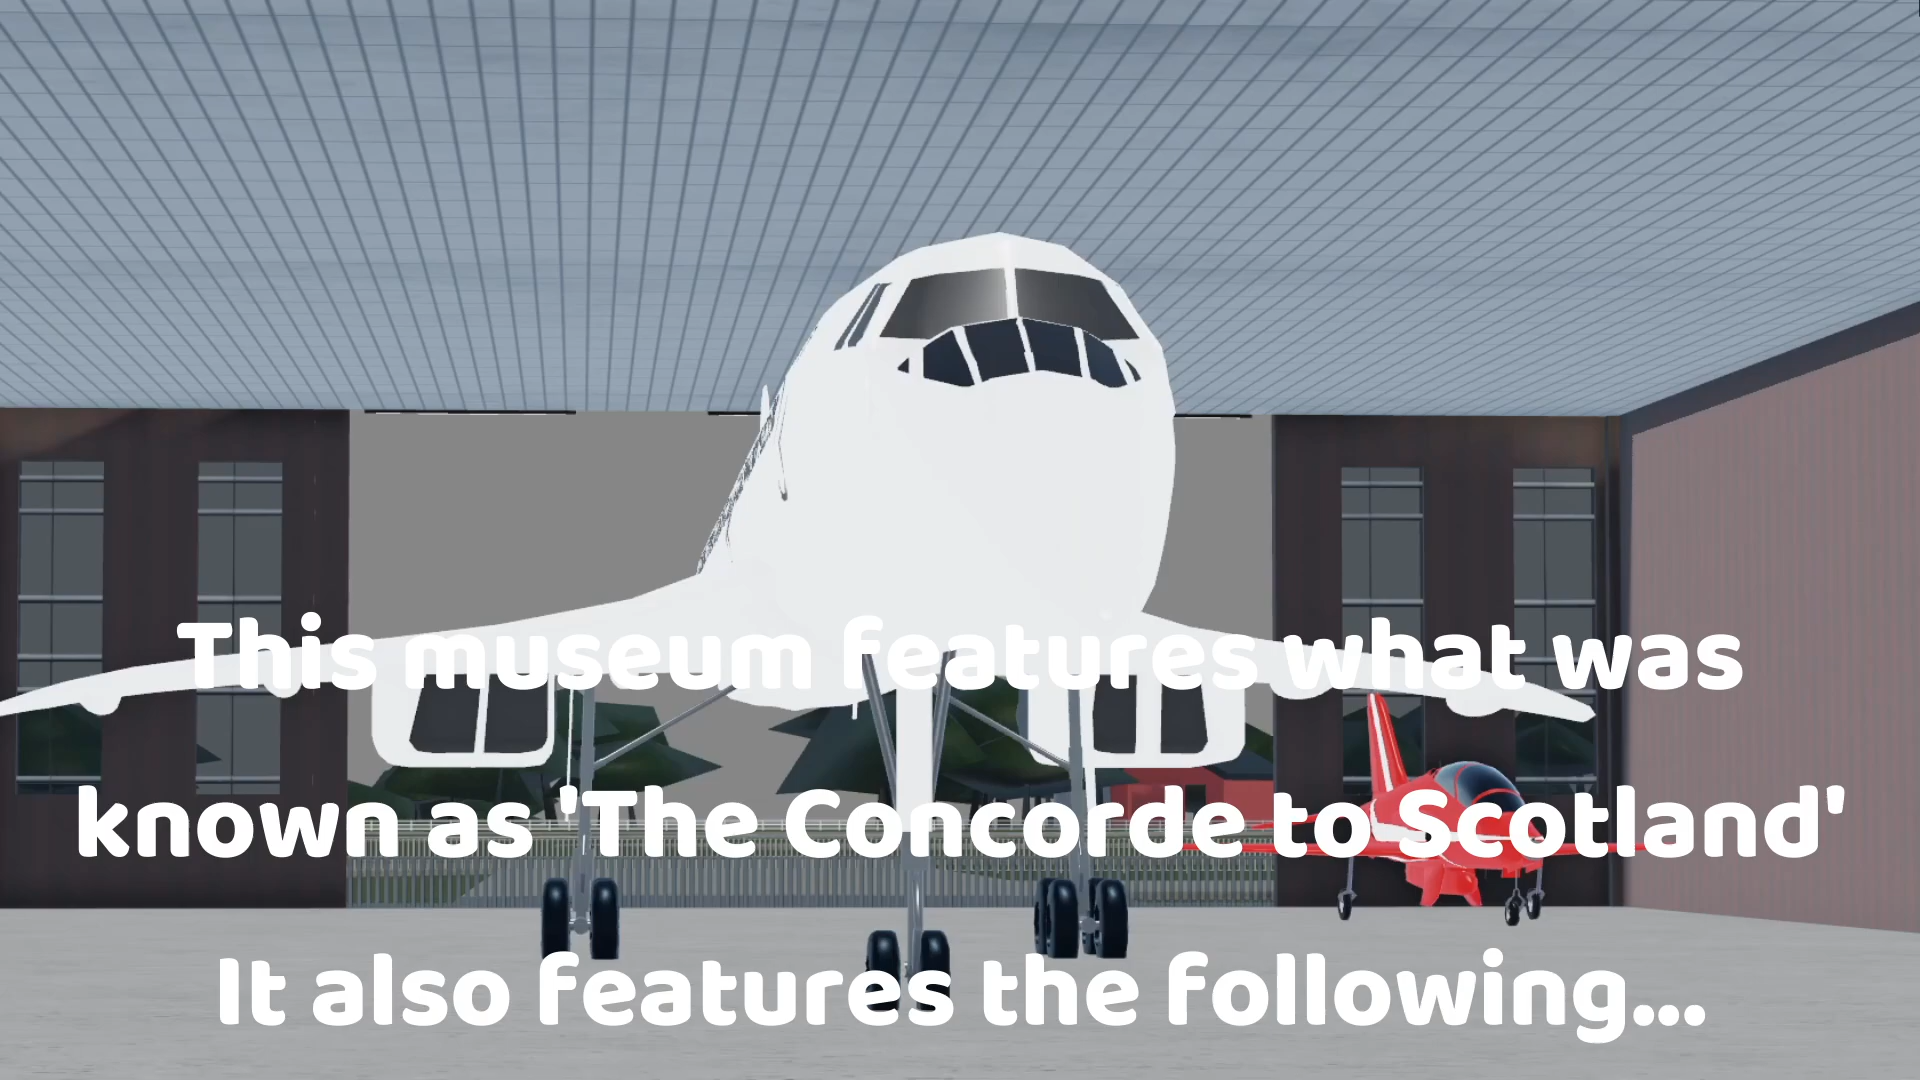 This museum features what was
known as 'The Concorde to Scotland'
It also features the following...